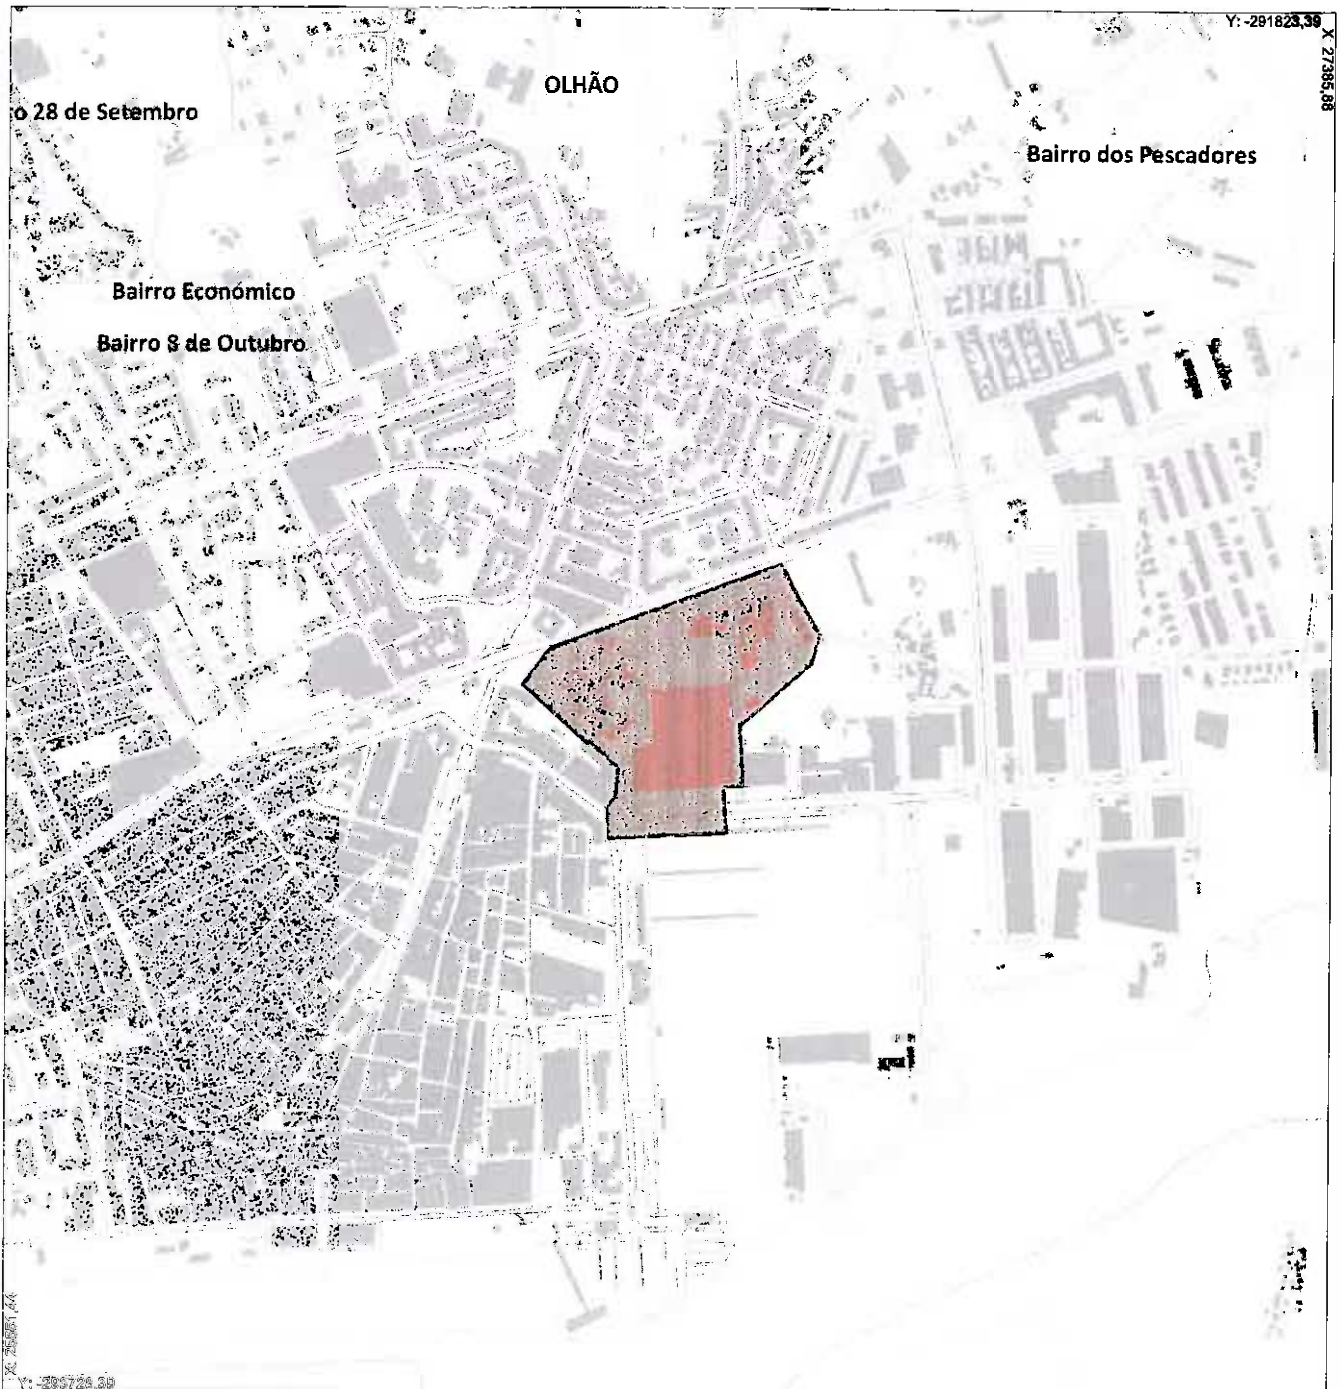 Y: -291823,39
X: 27385,88
OLHÃO
o 28 de Setembro
Bairro dos Pescadores
Bairro Económico
Bairro 8 de Outubro